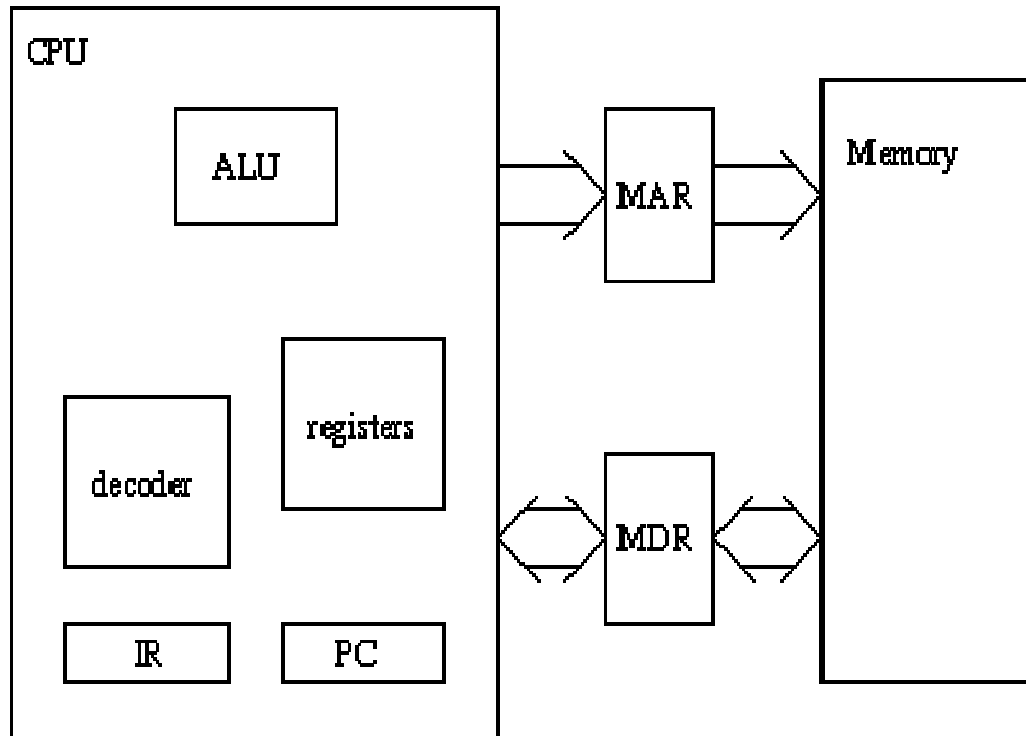 CPU
ALU
MAR
Memory
registers
decoder
MDR
IR
PC